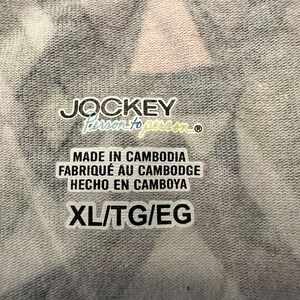 JOCKEY
Person to person®
MADE IN CAMBODIA
FABRIQUÉ AU CAMBODGE
HECHO EN CAMBOYA
XL/TG/EG